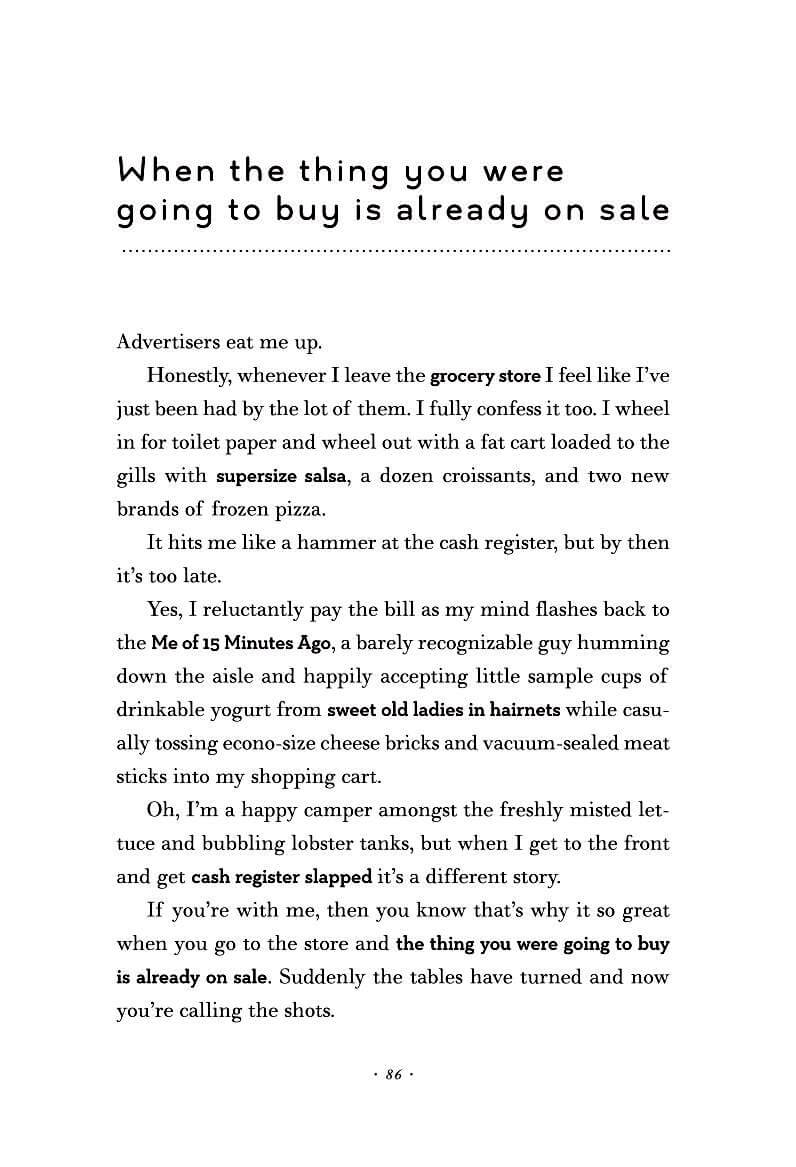 When the thing you were
going to buy is already on sale
Advertisers eat me up.
Honestly, whenever I leave the grocery store I feel like I’ve
just been had by the lot of them. I fully confess it too. I wheel
in for toilet paper and wheel out with a fat cart loaded to the
gills with supersize salsa, a dozen croissants, and two new
brands of frozen pizza.
It hits me like a hammer at the cash register, but by then
it’s too late.
Yes, I reluctantly pay the bill as my mind flashes back to
the Me of 15 Minutes Ago, a barely recognizable guy humming
down the aisle and happily accepting little sample cups of
drinkable yogurt from sweet old ladies in hairnets while casu-
ally tossing econo-size cheese bricks and vacuum-sealed meat
sticks into my shopping cart.
Oh, I’m a happy camper amongst the freshly misted let-
tuce and bubbling lobster tanks, but when I get to the front
and get cash register slapped it’s a different story.
If you’re with me, then you know that’s why it so great
when you go to the store and the thing you were going to buy
is already on sale. Suddenly the tables have turned and now
you’re calling the shots.
· 86 ·